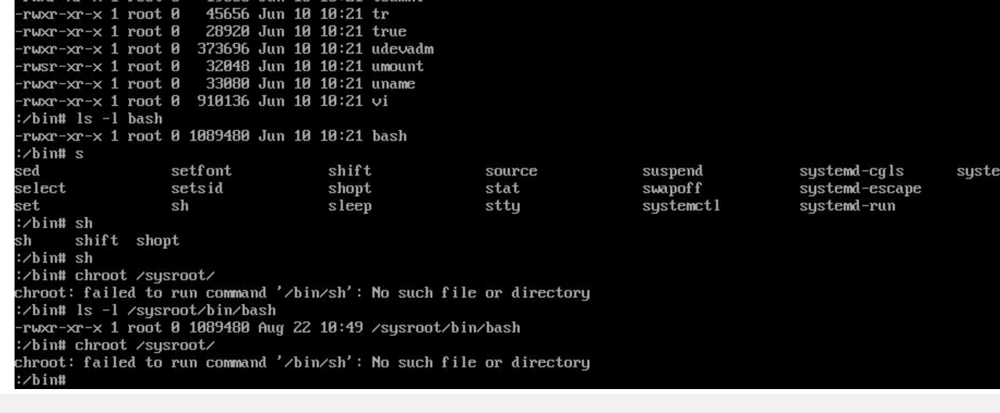 -rwxr-xr-x 1 root 0   45656 Jun 10 10:21 tr
-rwxr-xr-x 1 root 0   28920 Jun 10 10:21 true
-rwxr-xr-x 1 root 0  373696 Jun 10 10:21 udevadm
-rwsr-xr-x 1 root 0   32048 Jun 10 10:21 umount
-rwxr-xr-x 1 root 0   33080 Jun 10 10:21 uname
-rwxr-xr-x 1 root 0  910136 Jun 10 10:21 vi
:/bin# ls -l bash
-rwxr-xr-x 1 root 0 1089480 Jun 10 10:21 bash
:/bin# s
sed               setfont           shift             source            suspend           systemd-cgls      syste
select            setsid            shopt             stat              swapoff           systemd-escape
set               sh                sleep             stty              systemctl         systemd-run
:/bin# sh
sh     shift  shopt
:/bin# sh
:/bin# chroot /sysroot/
chroot: failed to run command '/bin/sh': No such file or directory
:/bin# ls -l /sysroot/bin/bash
-rwxr-xr-x 1 root 0 1089480 Aug 22 10:49 /sysroot/bin/bash
:/bin# chroot /sysroot/
chroot: failed to run command '/bin/sh': No such file or directory
:/bin#